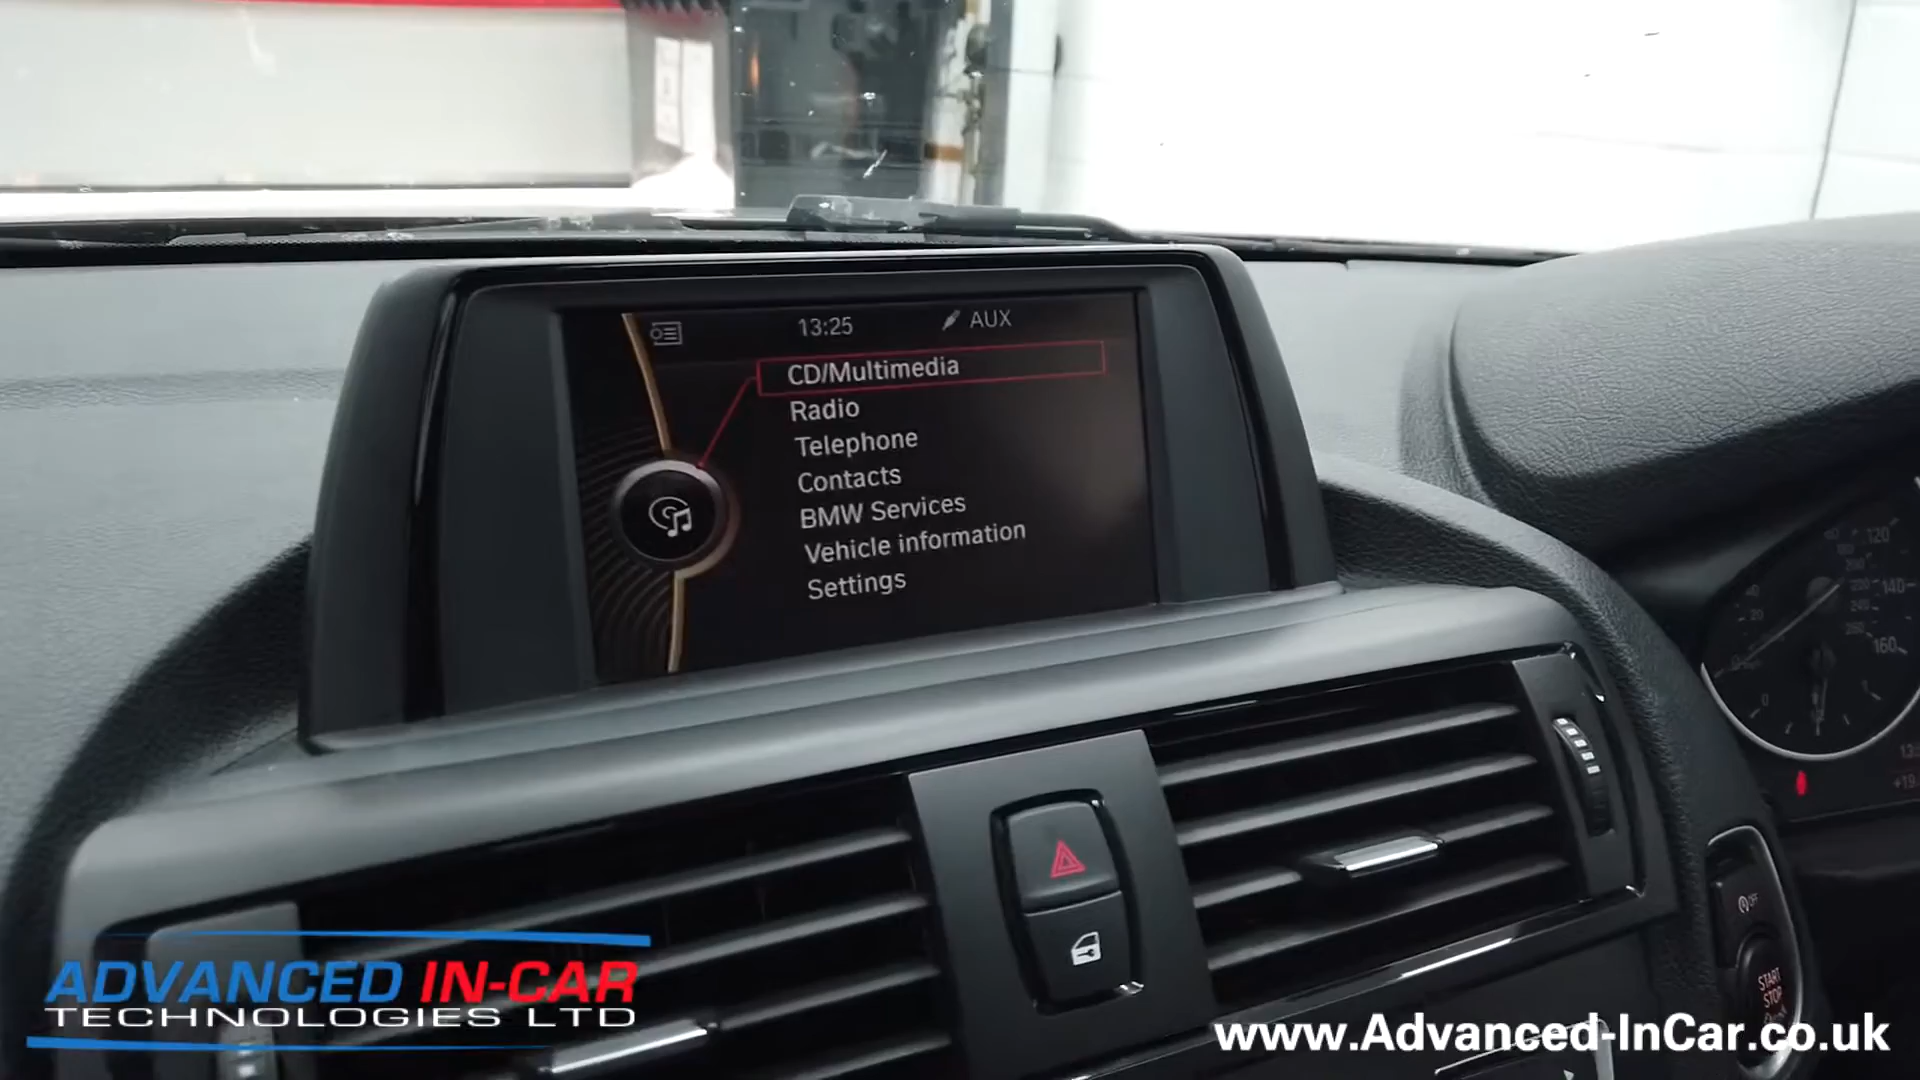 13:25 AUX
CD/Multimedia
Radio
Telephone
Contacts
BMW Services
Vehicle information
Settings
120
140
160
OFF
START
STOP
ADVANCED IN-CAR
TECHNOLOGIES LTD
www.Advanced-InCar.co.uk